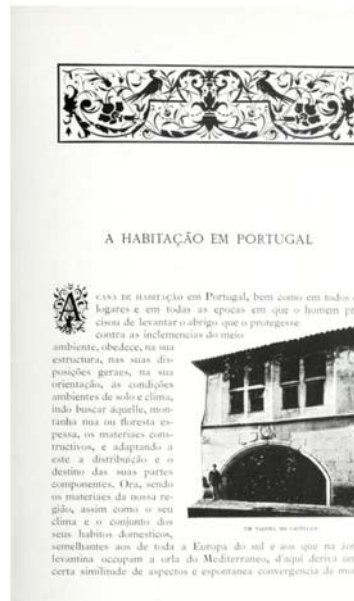 A HABITAÇÃO EM PORTUGAL
A CASA DE HABITAÇÃO em Portugal, bem como em todos
logares e em todas as epocas em que o homem pre
cisou de levantar o abrigo que o protegesse
contra as inclemencias do meio
ambiente, obedece, na sua
estructura, nas suas dis-
posições geraes, na sua
orientação, ás condições
ambientes de solo e clima,
indo buscar áquelle, mon-
tanha nua ou floresta es-
pessa, os materiaes cons-
tructivos, e adaptando a
este a distribuição e o
destino das suas partes
componentes. Ora, sendo
os materiaes da nossa re-
gião, assim como o seu
clima e o conjunto dos
seus habitos domesticos,
semelhantes aos de toda a Europa do sul e aos que na
levantina occupam a orla do Mediterraneo, d'aqui deriva
certa similitude de aspectos e espontanea convergencia de